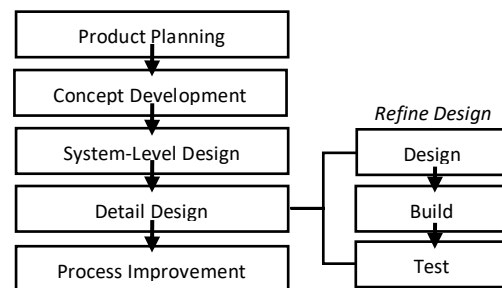 Product Planning
Concept Development
System-Level Design
Detail Design
Process Improvement
Refine Design
Design
Build
Test